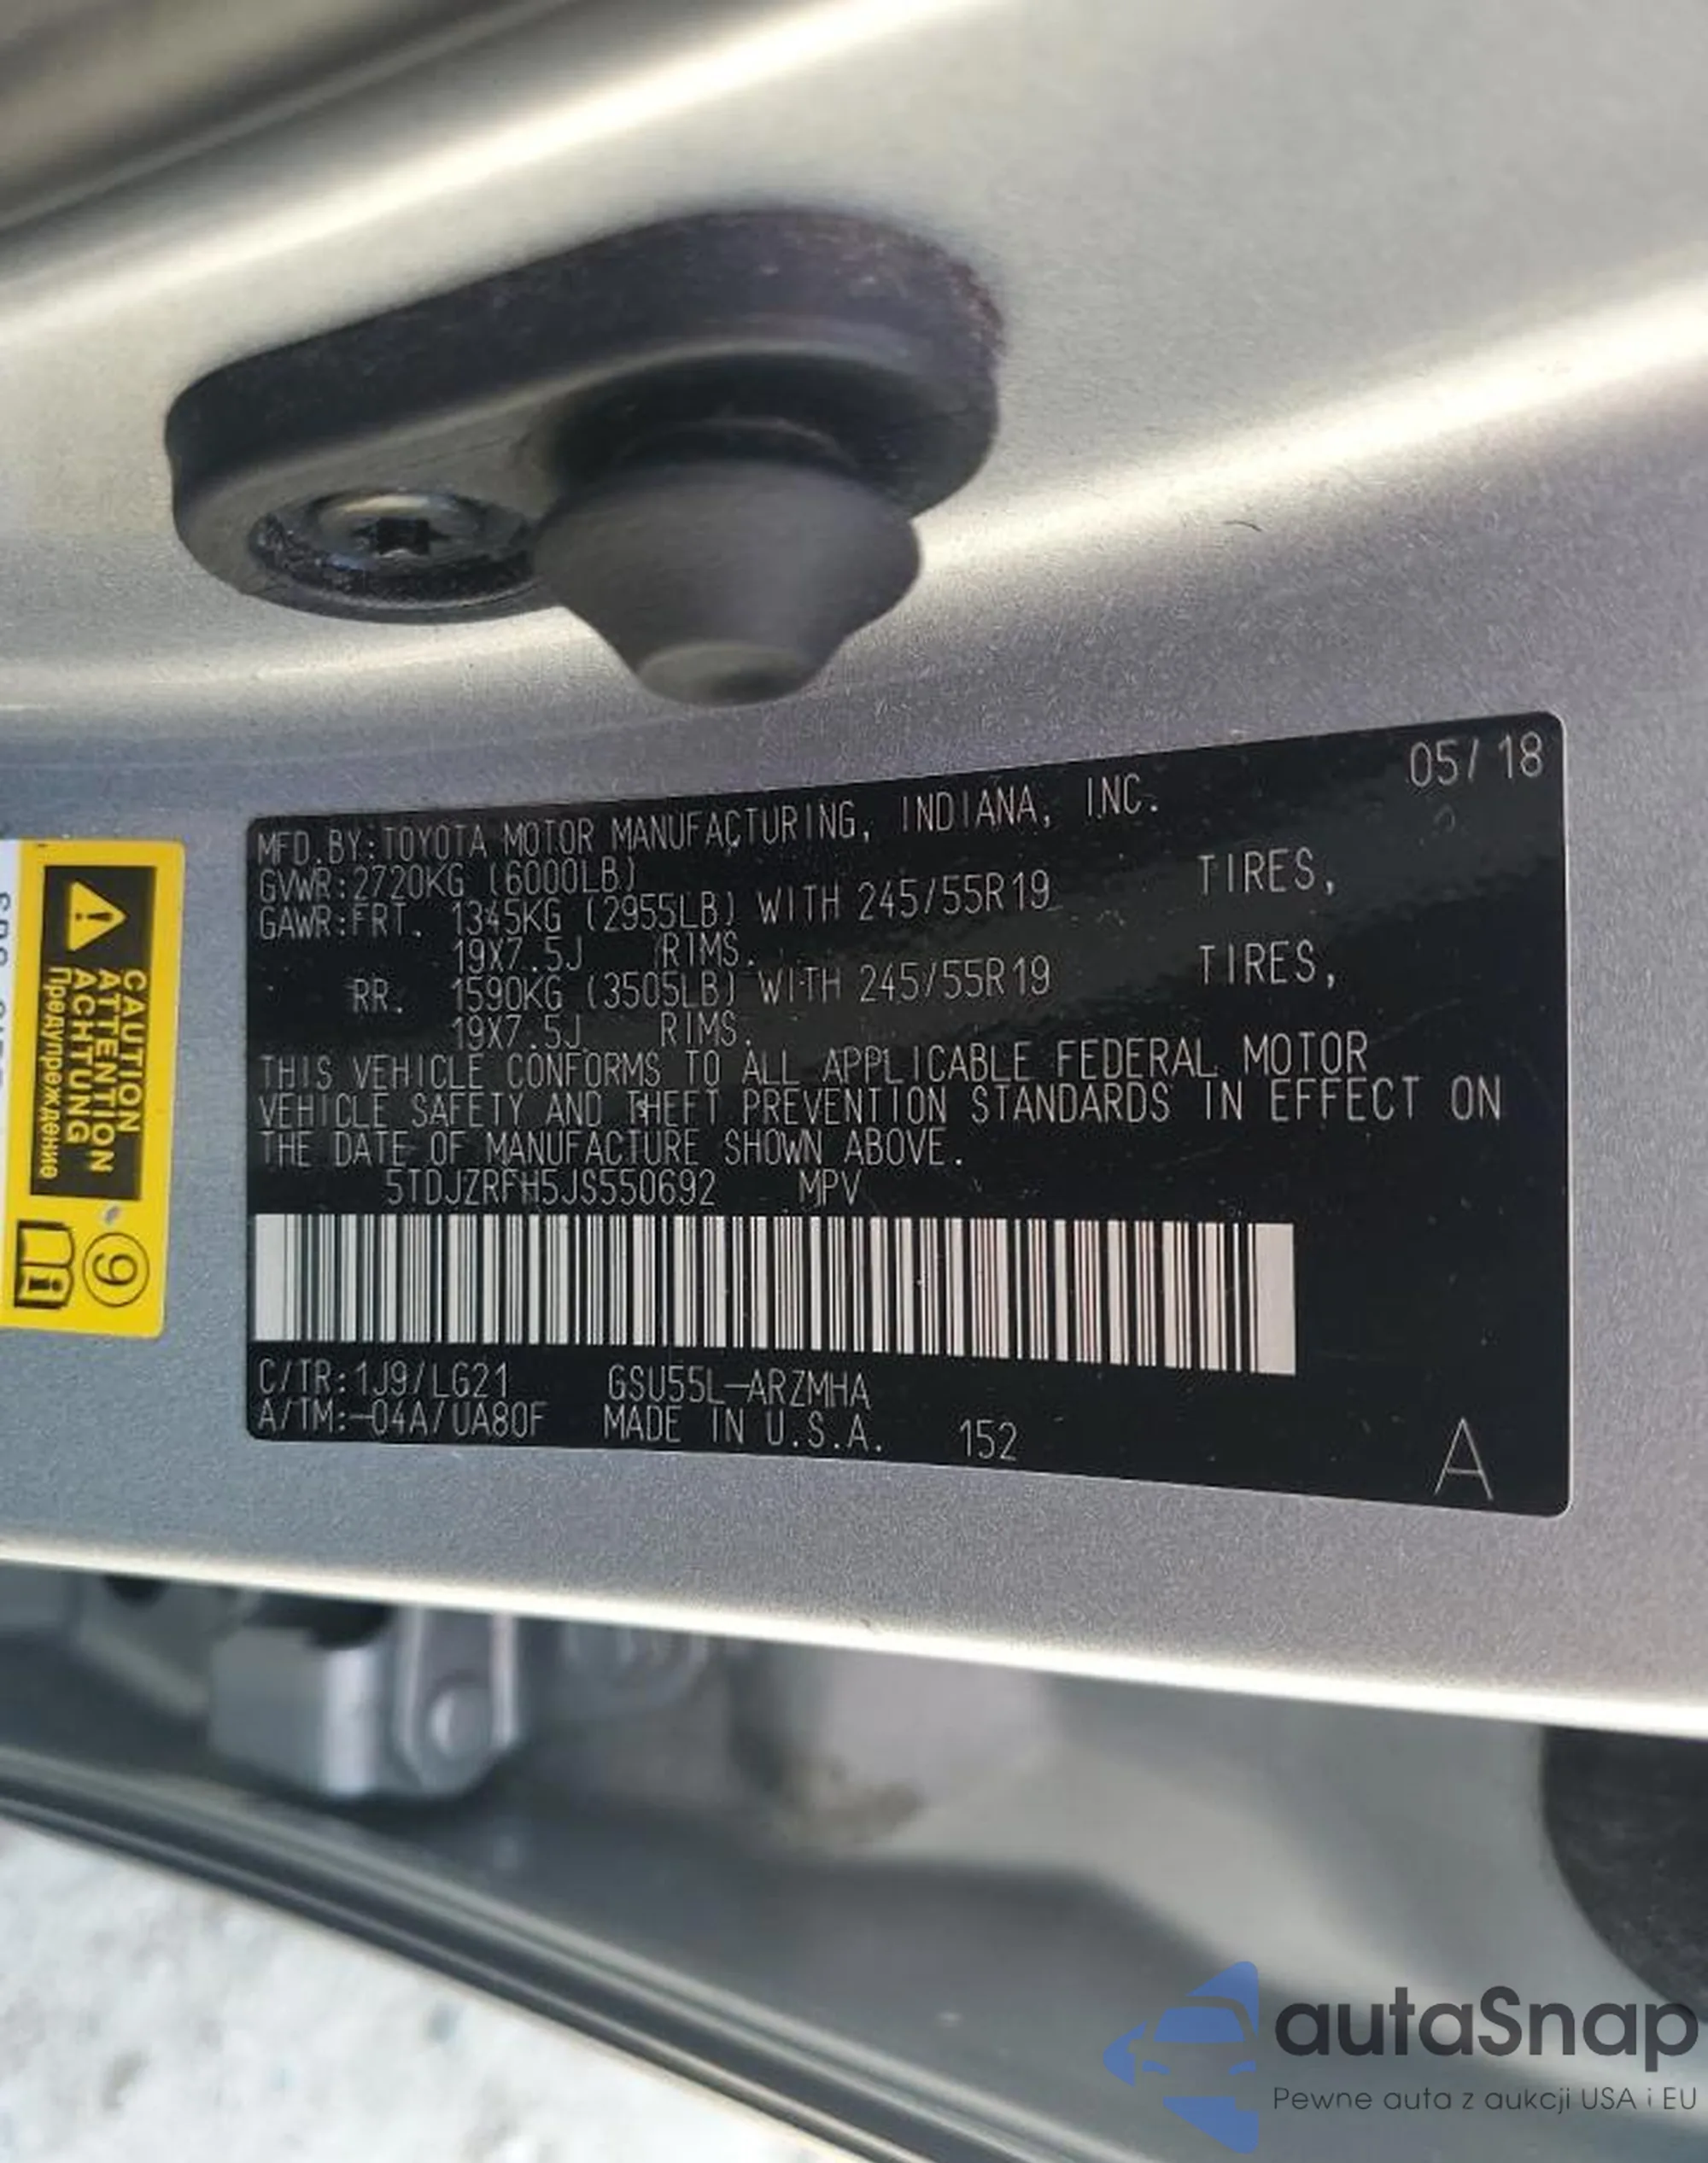 05/18
MFD.BY:TOYOTA MOTOR MANUFACTURING, INDIANA, INC.
GVWR:2720KG (6000LB)
GAWR:FRT. 1345KG (2955LB) WITH 245/55R19 TIRES,
19X7.5J RIMS.
RR. 1590KG (3505LB) WITH 245/55R19 TIRES,
19X7.5J RIMS.
THIS VEHICLE CONFORMS TO ALL APPLICABLE FEDERAL MOTOR
VEHICLE SAFETY AND THEFT PREVENTION STANDARDS IN EFFECT ON
THE DATE OF MANUFACTURE SHOWN ABOVE.
5TDJZRFH5JS550692 MPV
C/TR:1J9/LG21 GSU55L-ARZMHA
A/TM:-04A/UA80F MADE IN U.S.A. 152
A
CAUTION
ATTENTION
ACHTUNG
Предупреждение
9
autaSnap
Pewne auta z aukcji USA i EU